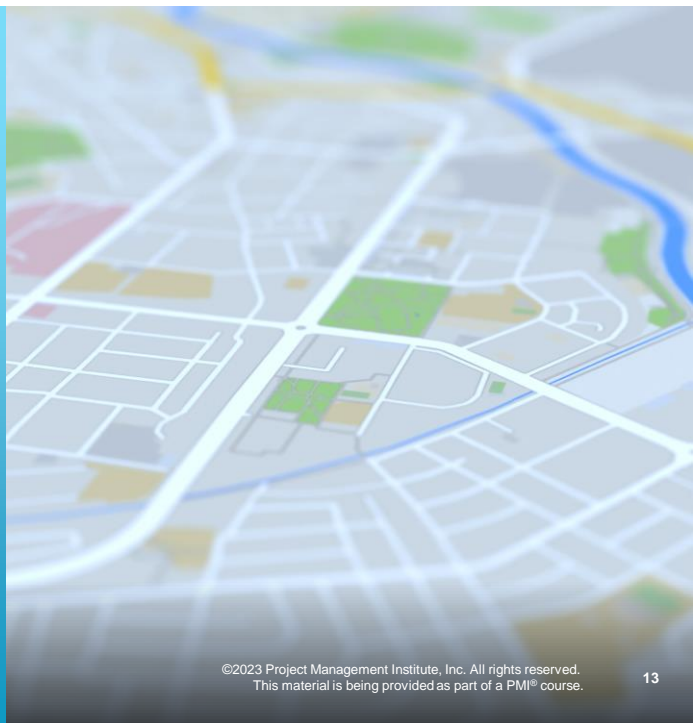 ©2023 Project Management Institute, Inc. All rights reserved.
This material is being provided as part of a PMI® course.
13